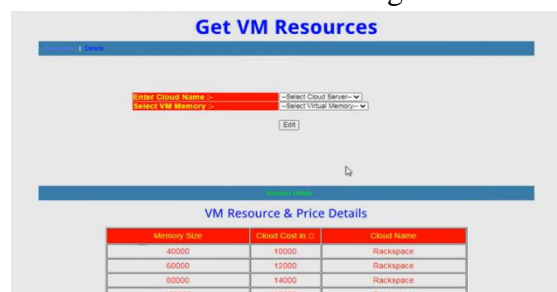 Get VM Resources
| Details
Enter Cloud Name :- --Select Cloud Server--
Select VM Memory :- --Select Virtual Memory--
Edit
Details
VM Resource & Price Details
Memory Size Cloud Cost in □ Cloud Name
40000 10000 Rackspace
60000 12000 Rackspace
80000 14000 Rackspace